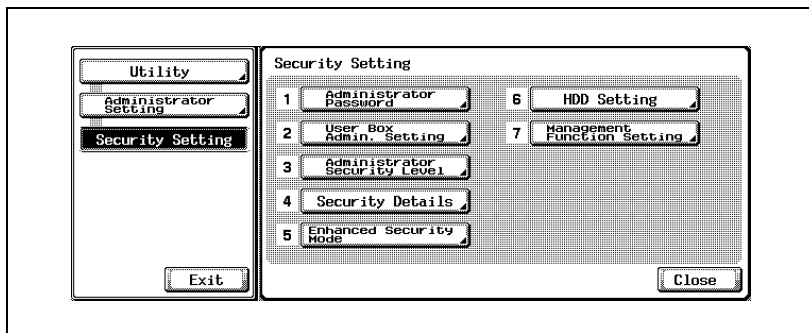 Utility
Administrator
Setting
Security Setting
Exit
Security Setting
1 Administrator
Password
2 User Box
Admin. Setting
3 Administrator
Security Level
4 Security Details
5 Enhanced Security
Mode
6 HDD Setting
7 Management
Function Setting
Close